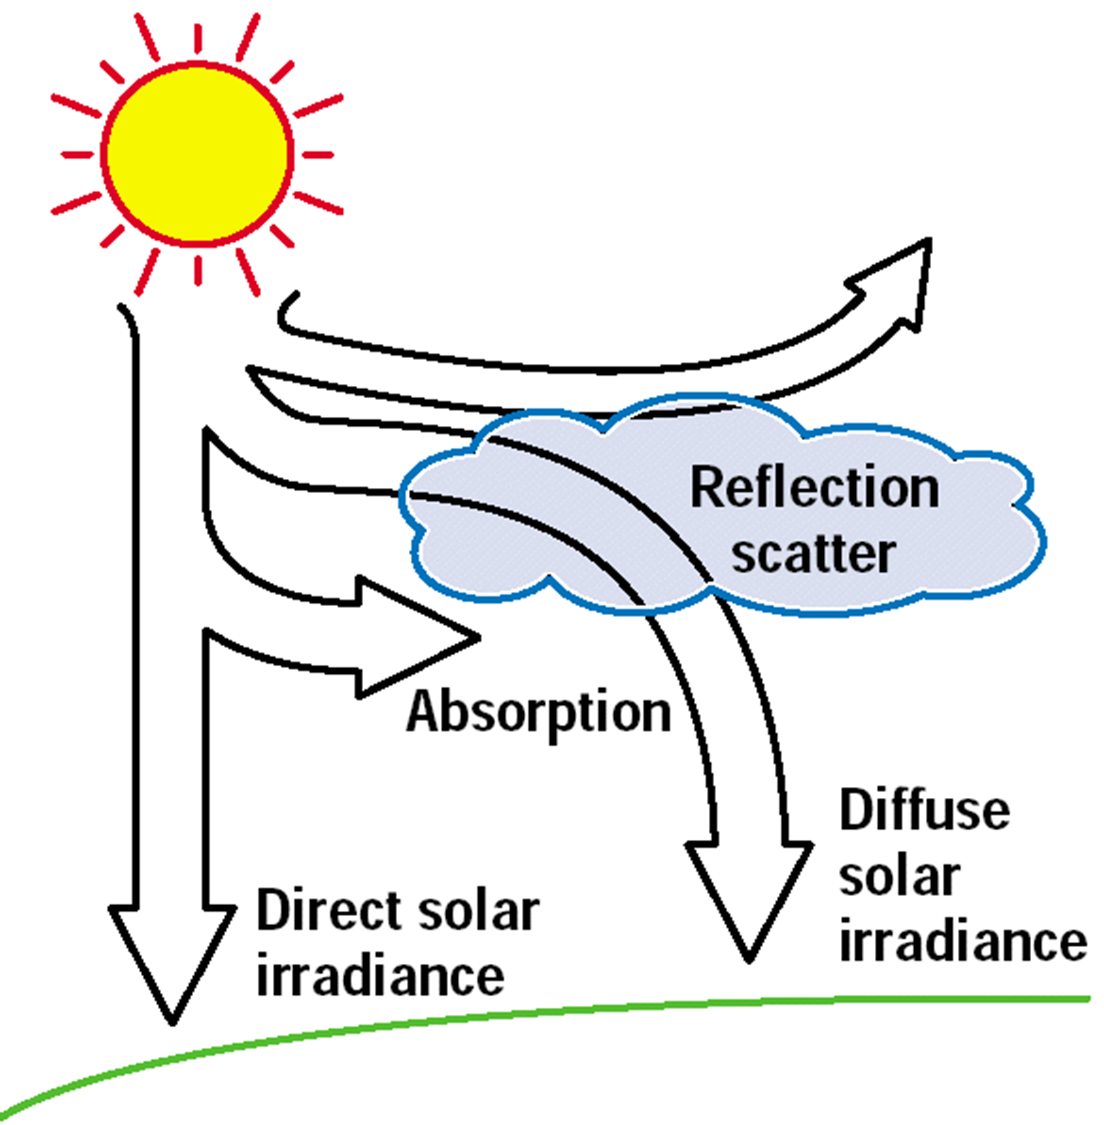 Reflection
scatter
Absorption
Diffuse
solar
irradiance
Direct solar
irradiance